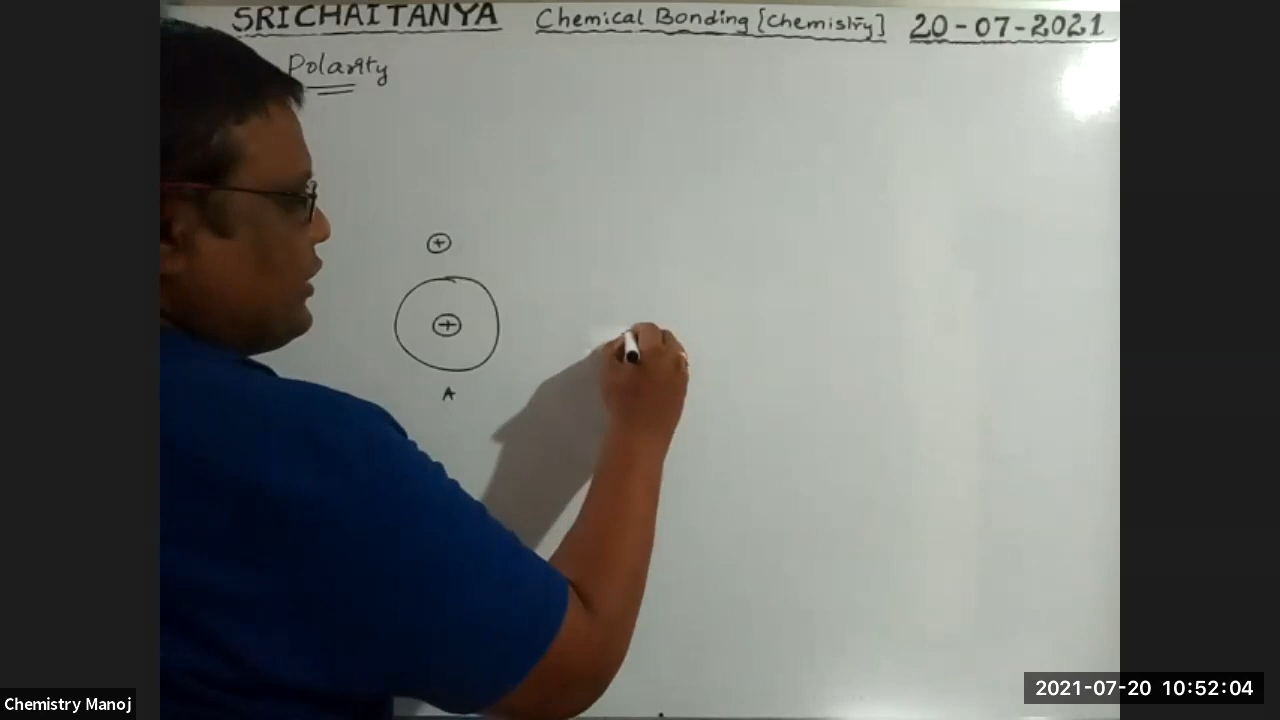 SRICHAITANYA Chemical Bonding [Chemistry] 20-07-2021
Polarity
+
+
A
Chemistry Manoj
2021-07-20 10:52:04